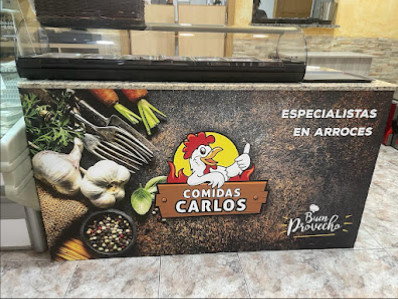 ESPECIALISTAS
EN ARROCES
COMIDAS
CARLOS
Buen
Provecho